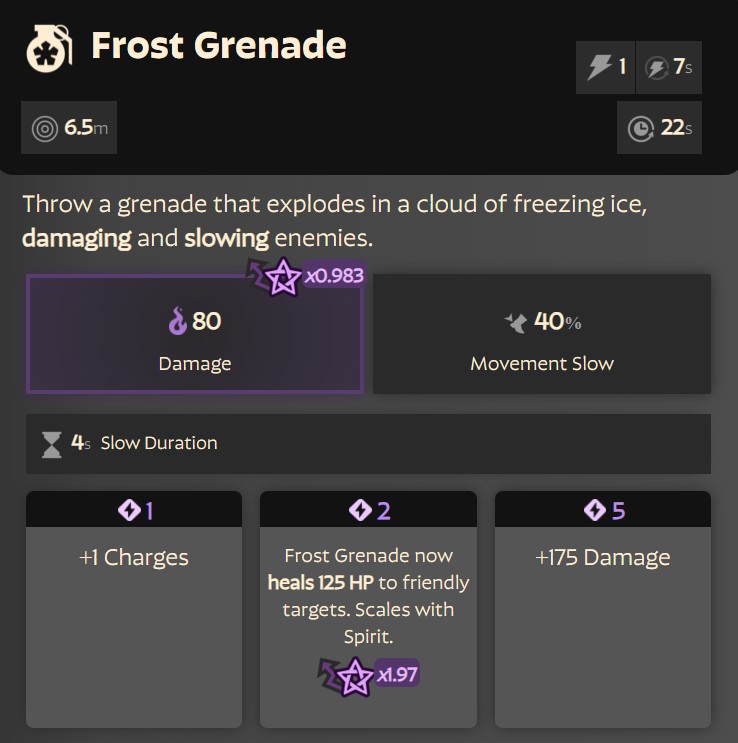 Frost Grenade
1
7s
6.5m
22s
Throw a grenade that explodes in a cloud of freezing ice,
damaging and slowing enemies.
x0.983
80
Damage
40%
Movement Slow
4s Slow Duration
1
+1 Charges
2
Frost Grenade now
heals 125 HP to friendly
targets. Scales with
Spirit.
x1.97
5
+175 Damage